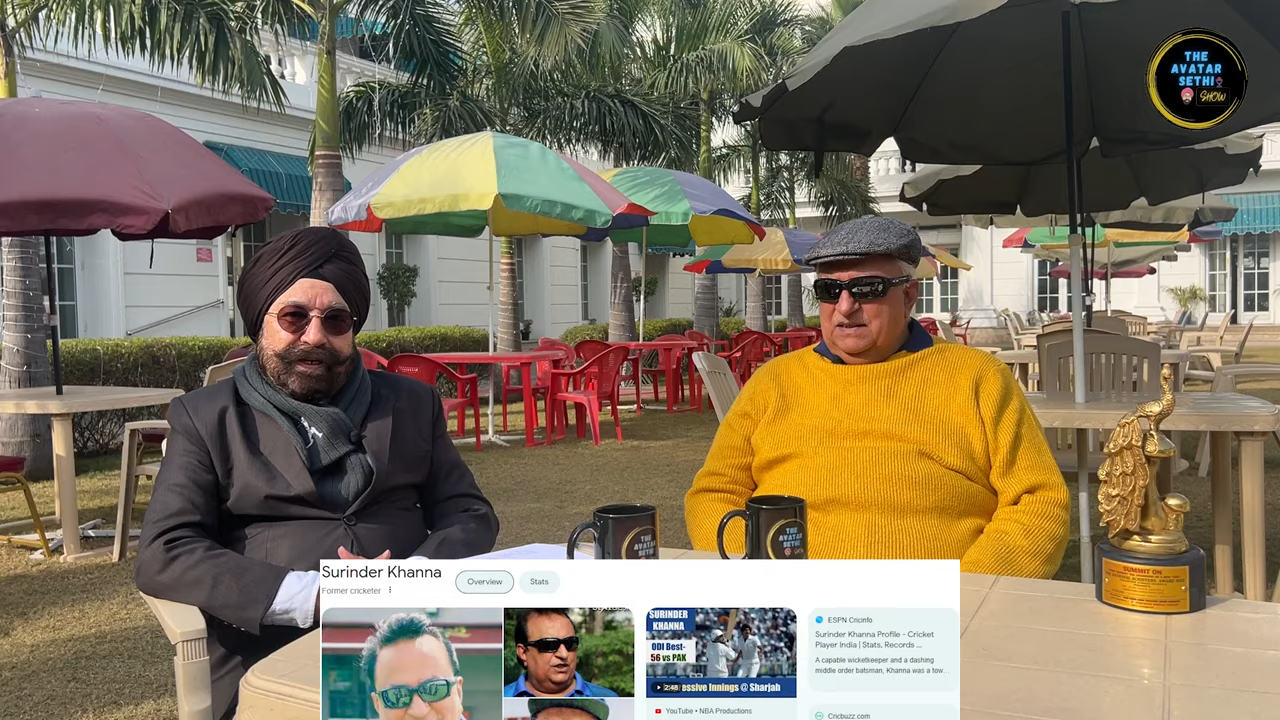 THE
AVATAR
SETHI
SHOW
THE
AVATAR
SETHI
THE
AVATAR
SETHI
SUMMIT ON
Surinder Khanna
Overview
Stats
Former cricketer
SURINDER
KHANNA
ODI Best-
56 vs PAK
2:48
essive Innings @ Sharjah
YouTube • NBA Productions
ESPN Cricinfo
Surinder Khanna Profile - Cricket
Player India | Stats, Records ...
A capable wicketkeeper and a dashing
middle order batsman, Khanna was a tow...
Cricbuzz.com